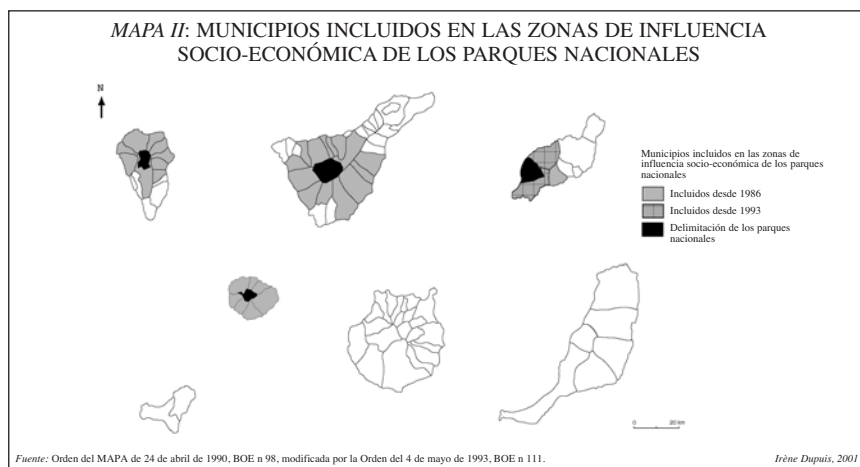 MAPA II: MUNICIPIOS INCLUIDOS EN LAS ZONAS DE INFLUENCIA
SOCIO-ECONÓMICA DE LOS PARQUES NACIONALES
N
Municipios incluidos en las zonas de
influencia socio-económica de los parques
nacionales
Incluidos desde 1986
Incluidos desde 1993
Delimitación de los parques
nacionales
0 20 km
Fuente: Orden del MAPA de 24 de abril de 1990, BOE n 98, modificada por la Orden del 4 de mayo de 1993, BOE n 111.
Irène Dupuis, 2001